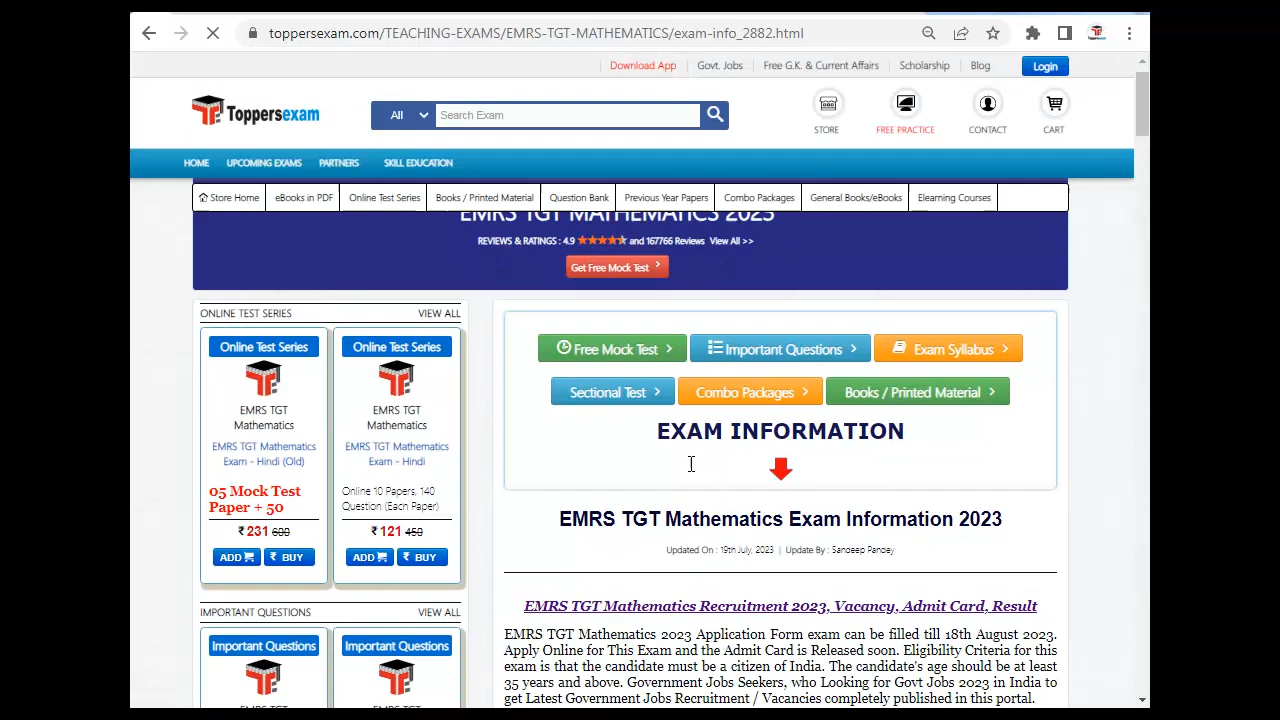 toppersexam.com/TEACHING-EXAMS/EMRS-TGT-MATHEMATICS/exam-info_2882.html
Download App | Govt. Jobs | Free G.K. & Current Affairs | Scholarship | Blog Login
Toppersexam
All Search Exam
STORE FREE PRACTICE CONTACT CART
HOME UPCOMING EXAMS PARTNERS SKILL EDUCATION
Store Home eBooks in PDF Online Test Series Books / Printed Material Question Bank Previous Year Papers Combo Packages General Books/eBooks Elearning Courses
EMRS TGT MATHEMATICS 2023
REVIEWS & RATINGS : 4.9 and 167766 Reviews View All >>
Get Free Mock Test
ONLINE TEST SERIES VIEW ALL
Online Test Series
EMRS TGT
Mathematics
EMRS TGT Mathematics
Exam - Hindi (Old)
05 Mock Test
Paper + 50
₹ 231 600
ADD ₹ BUY
Online Test Series
EMRS TGT
Mathematics
EMRS TGT Mathematics
Exam - Hindi
Online 10 Papers, 140
Question (Each Paper)
₹ 121 450
ADD ₹ BUY
IMPORTANT QUESTIONS VIEW ALL
Important Questions
Important Questions
Free Mock Test Important Questions Exam Syllabus
Sectional Test Combo Packages Books / Printed Material
EXAM INFORMATION
EMRS TGT Mathematics Exam Information 2023
Updated On : 19th July, 2023 | Update By : Sandeep Pandey
EMRS TGT Mathematics Recruitment 2023, Vacancy, Admit Card, Result
EMRS TGT Mathematics 2023 Application Form exam can be filled till 18th August 2023.
Apply Online for This Exam and the Admit Card is Released soon. Eligibility Criteria for this
exam is that the candidate must be a citizen of India. The candidate's age should be at least
35 years and above. Government Jobs Seekers, who Looking for Govt Jobs 2023 in India to
get Latest Government Jobs Recruitment / Vacancies completely published in this portal.